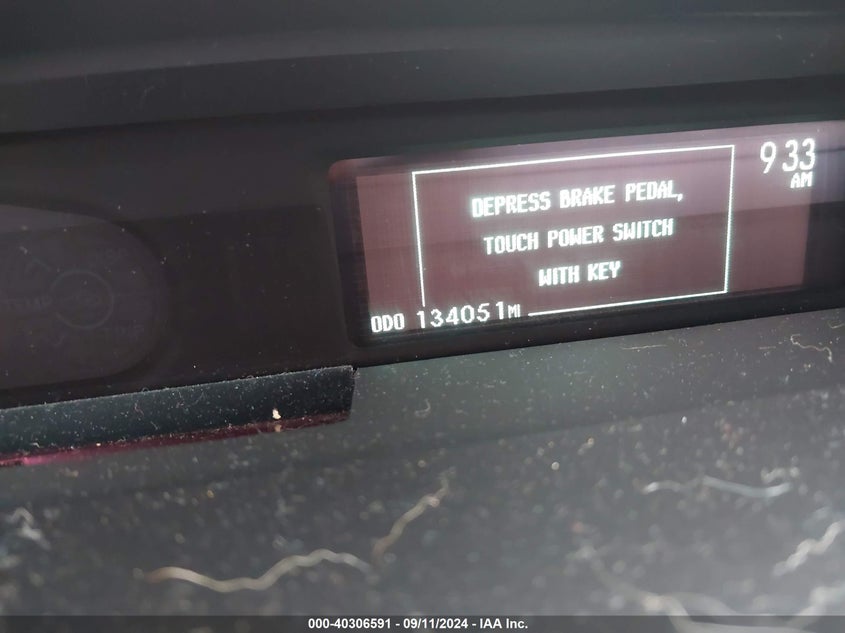 9 33
AM
DEPRESS BRAKE PEDAL,
TOUCH POWER SWITCH
WITH KEY
ODO 134051 MI
TEMP
000-40306591 - 09/11/2024 - IAA Inc.